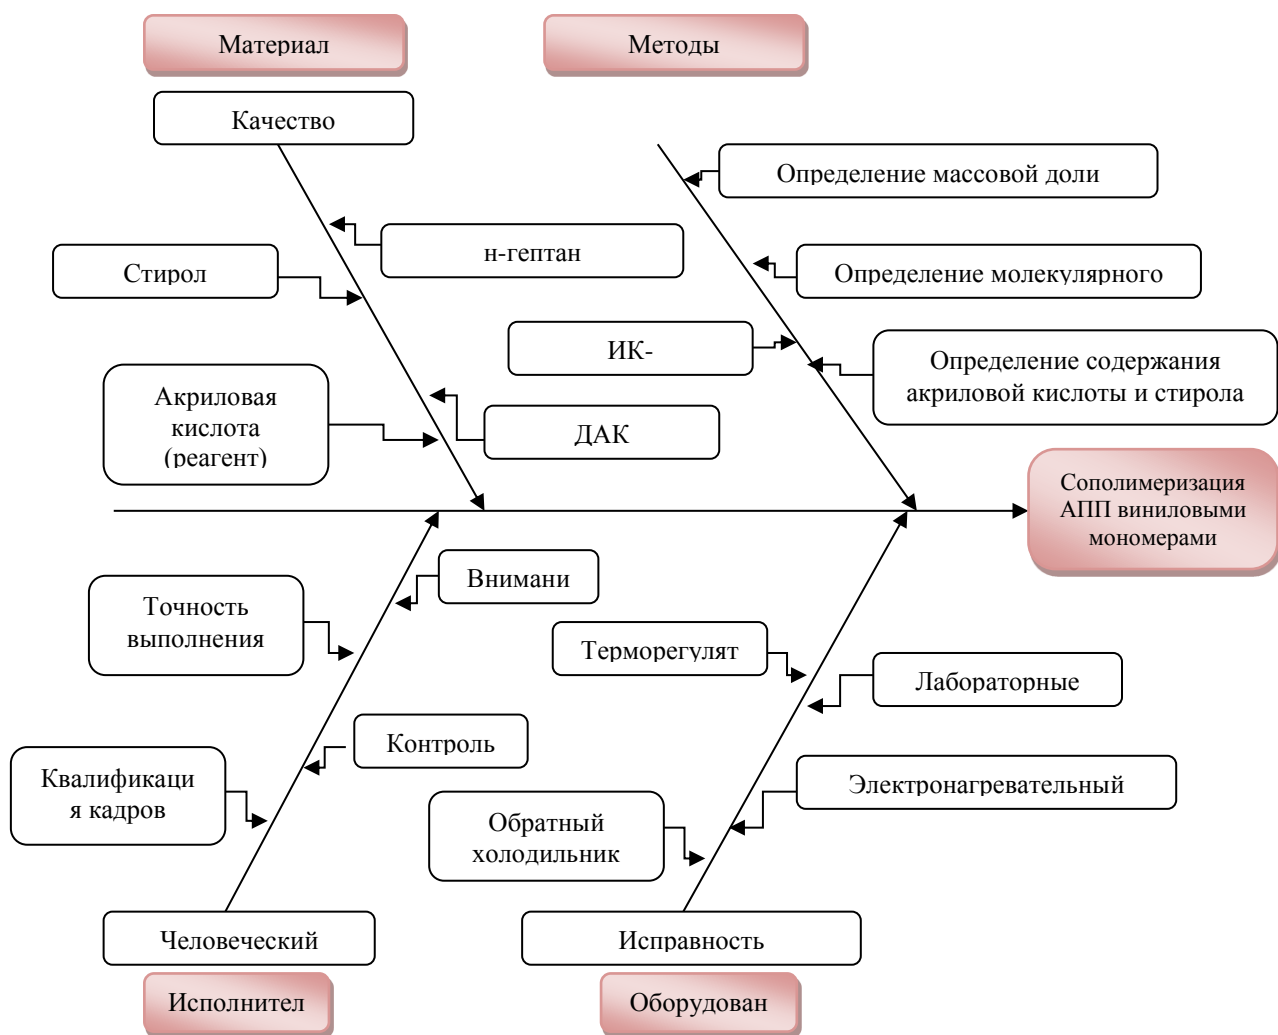 Материал
Методы
Качество
Определение массовой доли
н-гептан
Стирол
Определение молекулярного
ИК-
Определение содержания
акриловой кислоты и стирола
Акриловая
кислота
(реагент)
ДАК
Сополимеризация
АПП виниловыми
мономерами
Внимани
Точность
выполнения
Терморегулят
Лабораторные
Контроль
Квалификаци
я кадров
Электронагревательный
Обратный
холодильник
Человеческий
Исправность
Исполнител
Оборудован